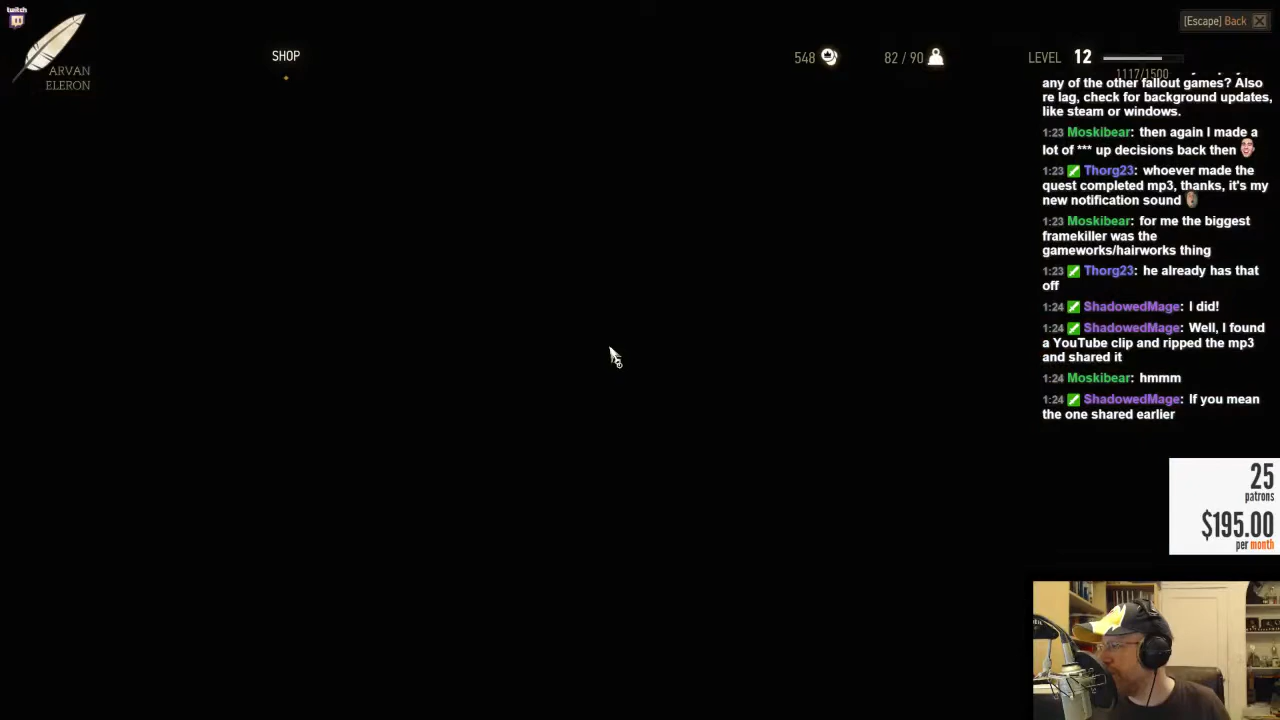 twitch
[Escape] Back
ARVAN
ELERON
SHOP
548
82 / 90
LEVEL 12
1117/1500
any of the other fallout games? Also
re lag, check for background updates,
like steam or windows.
1:23 Moskibear: then again I made a
lot of *** up decisions back then
1:23 Thorg23: whoever made the
quest completed mp3, thanks, it's my
new notification sound
1:23 Moskibear: for me the biggest
framekiller was the
gameworks/hairworks thing
1:23 Thorg23: he already has that
off
1:24 ShadowedMage: I did!
1:24 ShadowedMage: Well, I found
a YouTube clip and ripped the mp3
and shared it
1:24 Moskibear: hmmm
1:24 ShadowedMage: If you mean
the one shared earlier
25
patrons
$195.00
per month